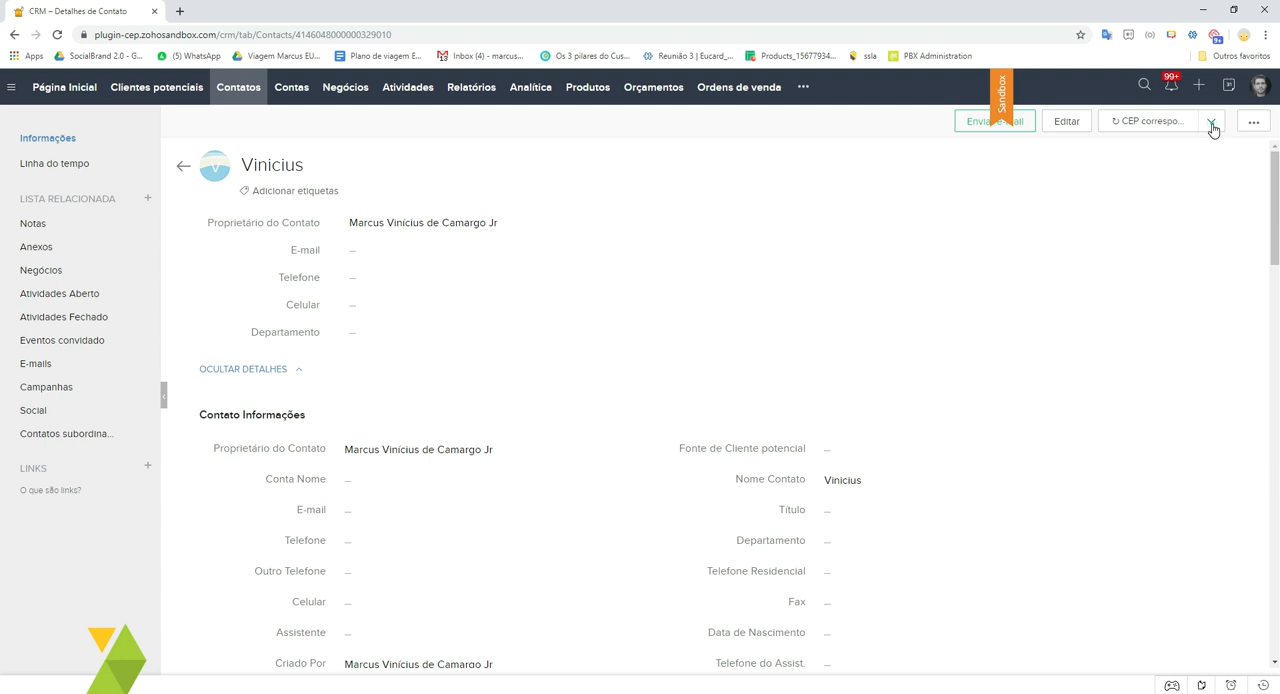 CRM – Detalhes de Contato
plugin-cep.zohosandbox.com/crm/tab/Contacts/4146048000000329010
Apps
SocialBrand 2.0 - G...
(5) WhatsApp
Viagem Marcus EU...
Plano de viagem E...
Inbox (4) - marcus...
Os 3 pilares do Cus...
Reunião 3 | Eucard_...
Products_15677934...
ssla
PBX Administration
Outros favoritos
Página Inicial
Clientes potenciais
Contatos
Contas
Negócios
Atividades
Relatórios
Analítica
Produtos
Orçamentos
Ordens de venda
Sandbox
99+
Editar
CEP correspo...
Informações
Linha do tempo
LISTA RELACIONADA
Notas
Anexos
Negócios
Atividades Aberto
Atividades Fechado
Eventos convidado
E-mails
Campanhas
Social
Contatos subordina...
LINKS
O que são links?
V
Vinicius
Adicionar etiquetas
Proprietário do Contato Marcus Vinícius de Camargo Jr
E-mail —
Telefone —
Celular —
Departamento —
OCULTAR DETALHES
Contato Informações
Proprietário do Contato Marcus Vinícius de Camargo Jr Fonte de Cliente potencial —
Conta Nome — Nome Contato Vinicius
E-mail — Título —
Telefone — Departamento —
Outro Telefone — Telefone Residencial —
Celular — Fax —
Assistente — Data de Nascimento —
Criado Por Marcus Vinícius de Camargo Jr Telefone do Assist. —